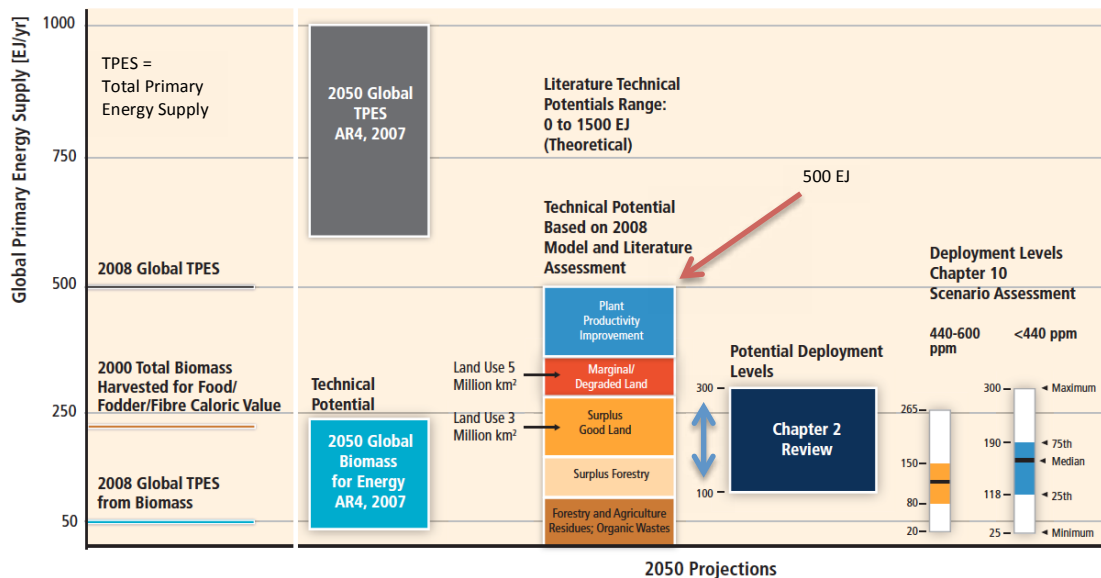 Global Primary Energy Supply [EJ/yr]
1000
750
500
250
50
TPES =
Total Primary
Energy Supply
2008 Global TPES
2000 Total Biomass
Harvested for Food/
Fodder/Fibre Caloric Value
2008 Global TPES
from Biomass
2050 Global
TPES
AR4, 2007
Technical
Potential
2050 Global
Biomass
for Energy
AR4, 2007
Literature Technical
Potentials Range:
0 to 1500 EJ
(Theoretical)
500 EJ
Technical Potential
Based on 2008
Model and Literature
Assessment
Plant
Productivity
Improvement
Land Use 5
Million km²
Marginal/
Degraded Land
Land Use 3
Million km²
Surplus
Good Land
Surplus Forestry
Forestry and Agriculture
Residues; Organic Wastes
Potential Deployment
Levels
300
100
Chapter 2
Review
Deployment Levels
Chapter 10
Scenario Assessment
440-600
ppm
265
150
80
20
<440 ppm
300
190
118
25
Maximum
75th
Median
25th
Minimum
2050 Projections